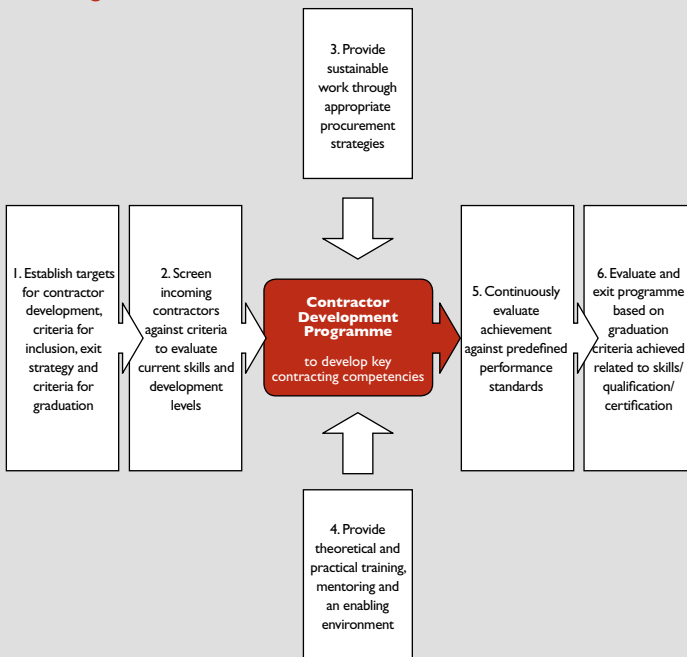 3. Provide
sustainable
work through
appropriate
procurement
strategies
1. Establish targets
for contractor
development,
criteria for
inclusion, exit
strategy and
criteria for
graduation
2. Screen
incoming
contractors
against criteria
to evaluate
current skills and
development
levels
Contractor
Development
Programme
to develop key
contracting competencies
5. Continuously
evaluate
achievement
against predefined
performance
standards
6. Evaluate and
exit programme
based on
graduation
criteria achieved
related to skills/
qualification/
certification
4. Provide
theoretical and
practical training,
mentoring and
an enabling
environment